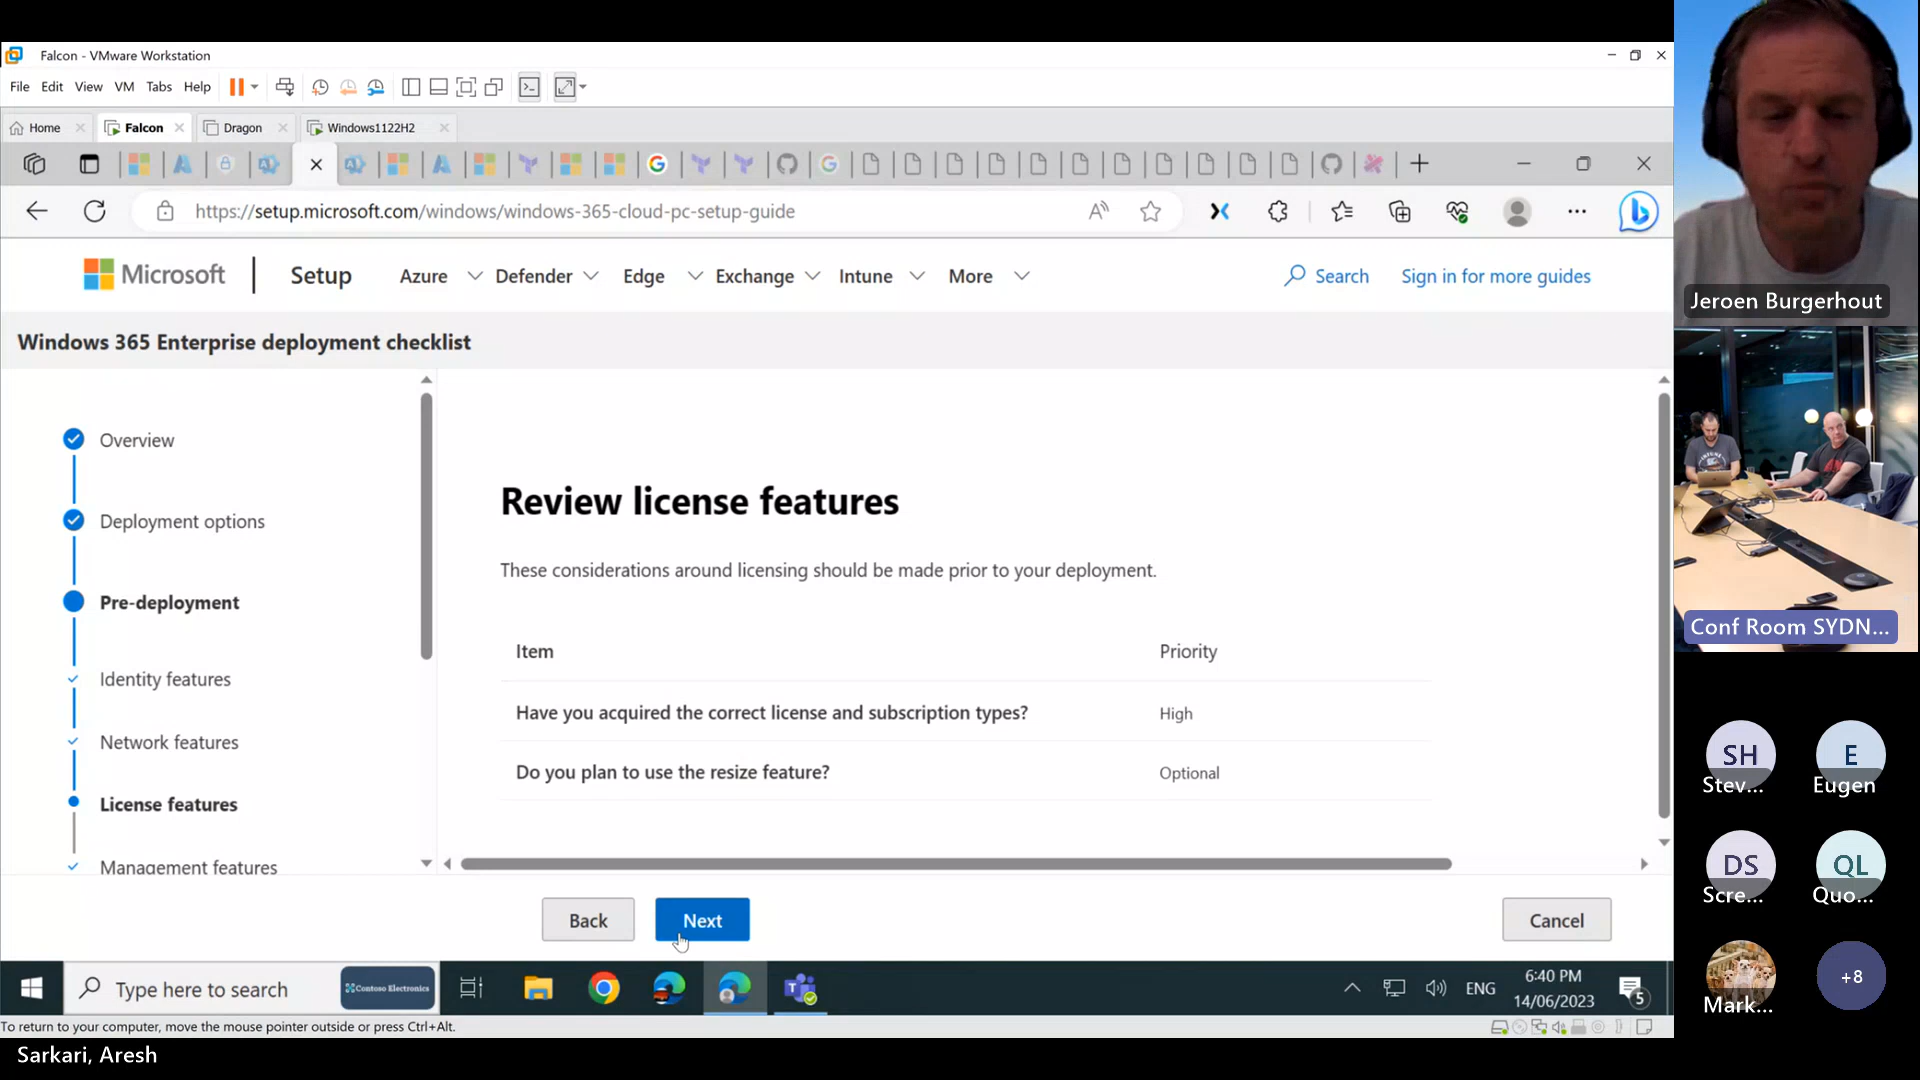 Falcon - VMware Workstation
File Edit View VM Tabs Help
Home Falcon Dragon Windows1122H2
https://setup.microsoft.com/windows/windows-365-cloud-pc-setup-guide
Microsoft Setup Azure Defender Edge Exchange Intune More Search Sign in for more guides
Windows 365 Enterprise deployment checklist
Overview
Deployment options
Pre-deployment
Identity features
Network features
License features
Management features
Review license features
These considerations around licensing should be made prior to your deployment.
Item Priority
Have you acquired the correct license and subscription types? High
Do you plan to use the resize feature? Optional
Back Next Cancel
Type here to search Contoso Electronics ENG 6:40 PM
14/06/2023 5
To return to your computer, move the mouse pointer outside or press Ctrl+Alt.
Sarkari, Aresh
Jeroen Burgerhout
Conf Room SYDN...
SH E
Stev... Eugen
DS QL
Scre... Quo...
Mark... +8